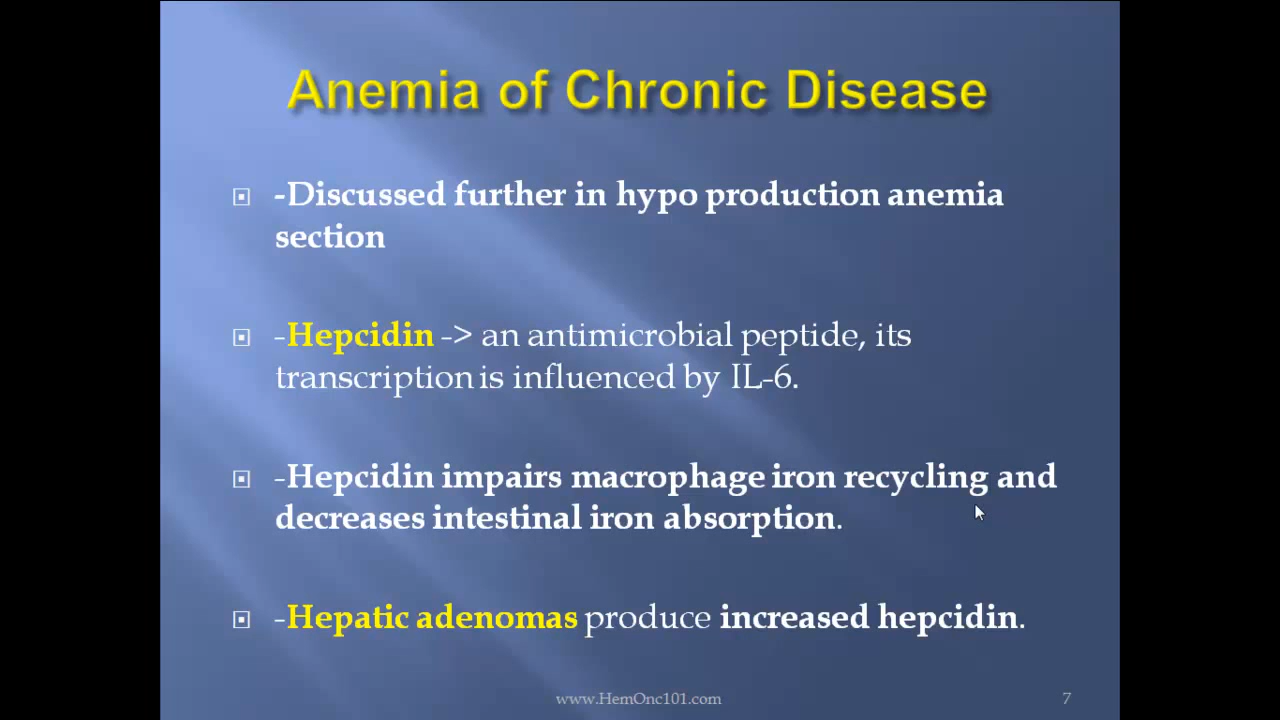 Anemia of Chronic Disease
-Discussed further in hypo production anemia
section
-Hepcidin -> an antimicrobial peptide, its
transcription is influenced by IL-6.
-Hepcidin impairs macrophage iron recycling and
decreases intestinal iron absorption.
-Hepatic adenomas produce increased hepcidin.
www.HemOnc101.com
7